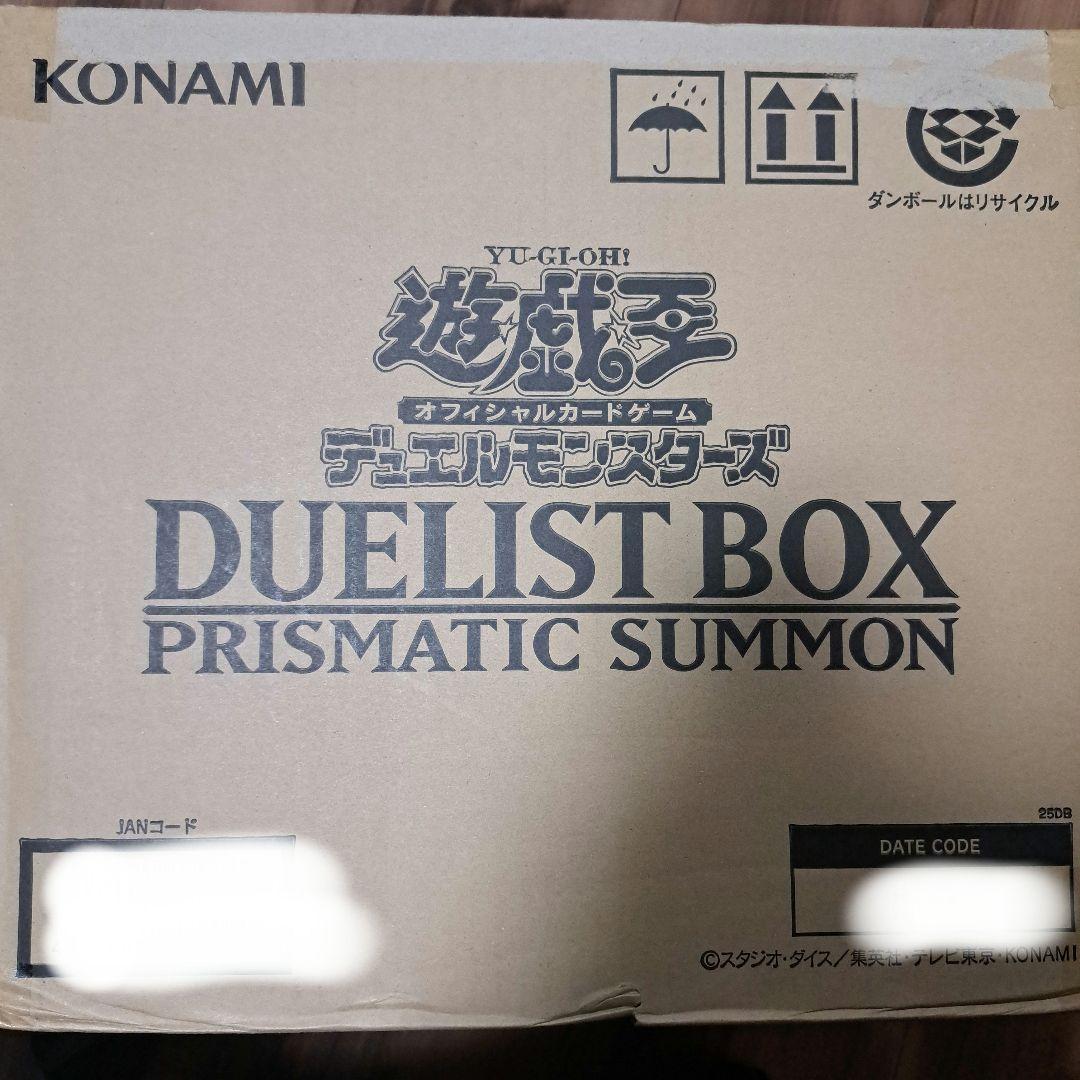 KONAMI
ダンボールはリサイクル
YU-GI-OH!
遊戯王
オフィシャルカードゲーム
デュエルモンスターズ
DUELIST BOX
PRISMATIC SUMMON
JANコード
25DB
DATE CODE
©スタジオ・ダイス／集英社・テレビ東京・KONAMI